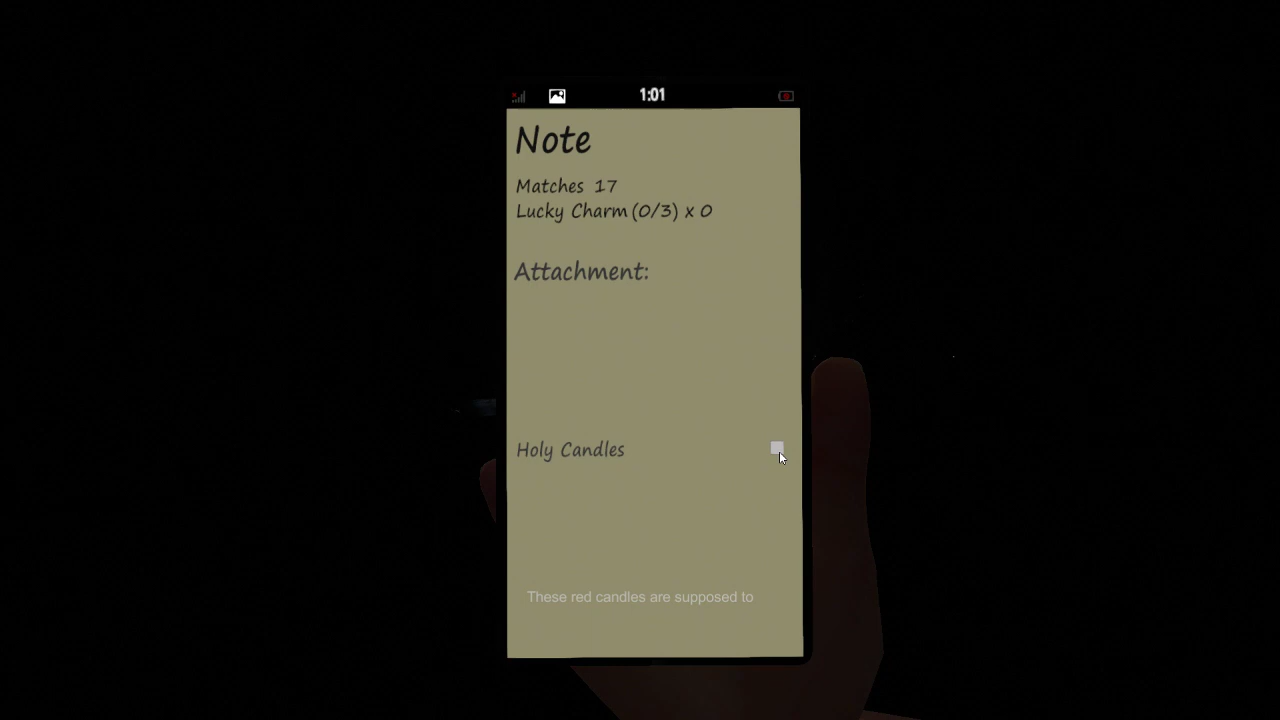 1:01
Note
Matches 17
Lucky Charm (0/3) x 0
Attachment:
Holy Candles
These red candles are supposed to